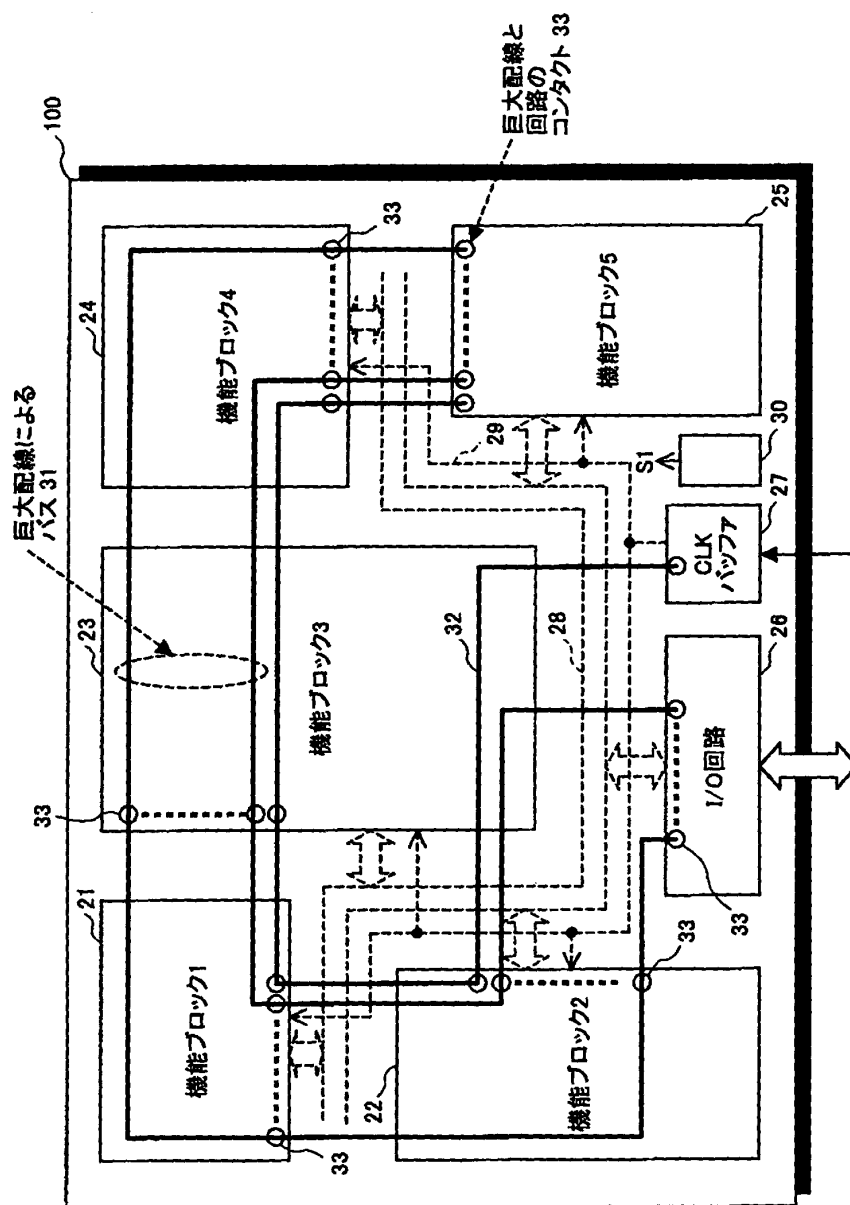 100
巨大配線による
バス 31
21
23
24
33
機能ブロック1
機能ブロック3
機能ブロック4
33
巨大配線と
回路の
コンタクト 33
33
22
機能ブロック2
33
32
28
29
機能ブロック5
25
33
I/O回路
26
CLK
バッファ
27
S1
30